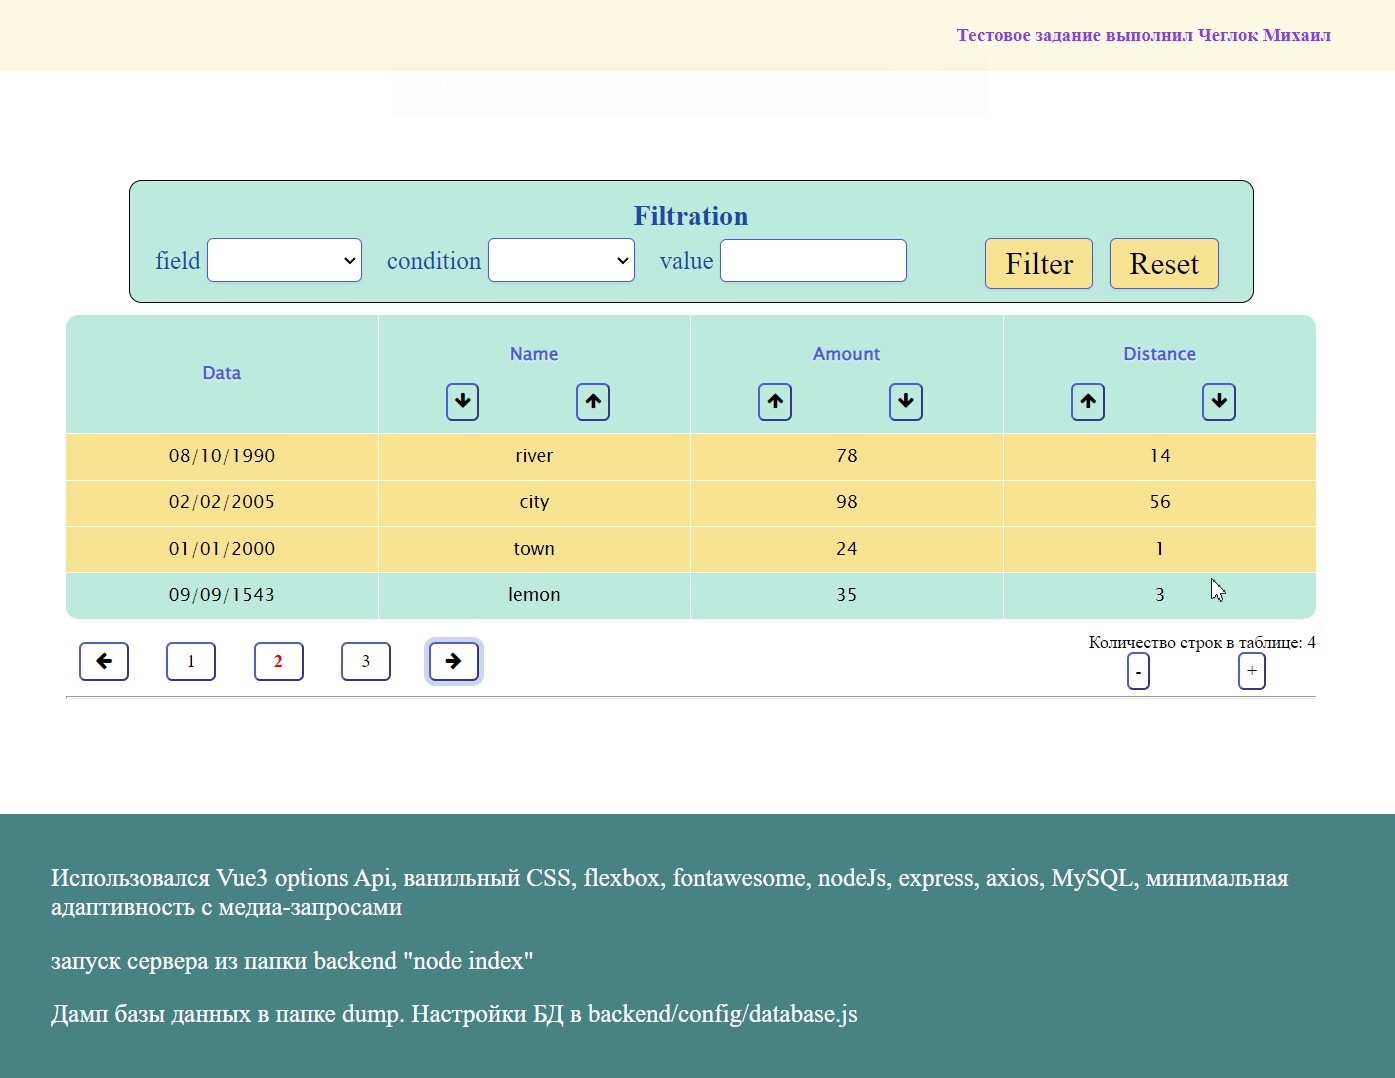 Тестовое задание выполнил Чеглок Михаил
Filtration
field condition value Filter Reset
Data Name Amount Distance
08/10/1990 river 78 14
02/02/2005 city 98 56
01/01/2000 town 24 1
09/09/1543 lemon 35 3
Количество строк в таблице: 4
1 2 3 - +
Использовался Vue3 options Api, ванильный CSS, flexbox, fontawesome, nodeJs, express, axios, MySQL, минимальная
адаптивность с медиа-запросами
запуск сервера из папки backend "node index"
Дамп базы данных в папке dump. Настройки БД в backend/config/database.js